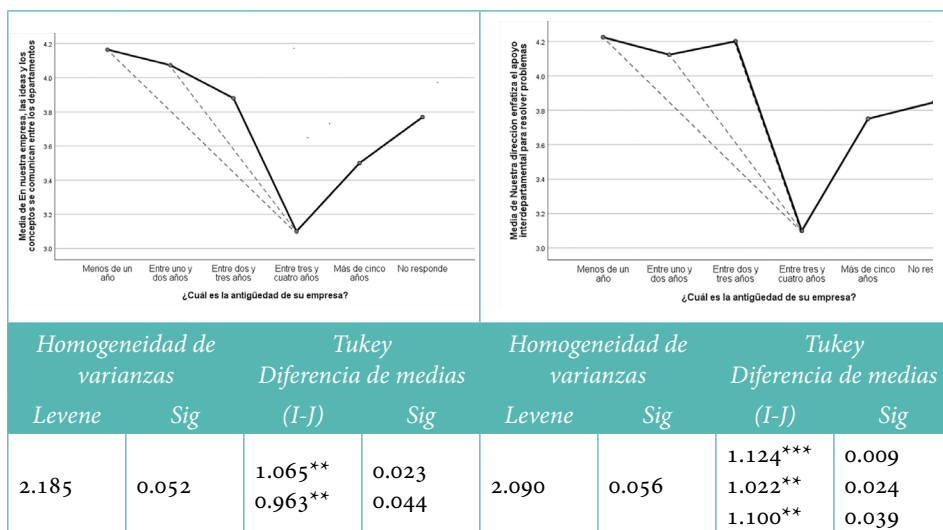 Media de En nuestra empresa, las ideas y los
conceptos se comunican entre los departamentos
4.2
4.0
3.8
3.6
3.4
3.2
3.0
Menos de un
año
Entre uno y
dos años
Entre dos y
tres años
Entre tres y
cuatro años
Más de cinco
años
No responde
¿Cuál es la antigüedad de su empresa?
Media de Nuestra dirección enfatiza el apoyo
interdepartamental para resolver problemas
4.2
4.0
3.8
3.6
3.4
3.2
3.0
Menos de un
año
Entre uno y
dos años
Entre dos y
tres años
Entre tres y
cuatro años
Más de cinco
años
No res
¿Cuál es la antigüedad de su empresa?
Homogeneidad de
varianzas
Tukey
Diferencia de medias
Homogeneidad de
varianzas
Tukey
Diferencia de medias
Levene Sig (I-J) Sig Levene Sig (I-J) Sig
2.185 0.052
1.065** 0.023
0.963** 0.044
2.090 0.056
1.124*** 0.009
1.022** 0.024
1.100** 0.039